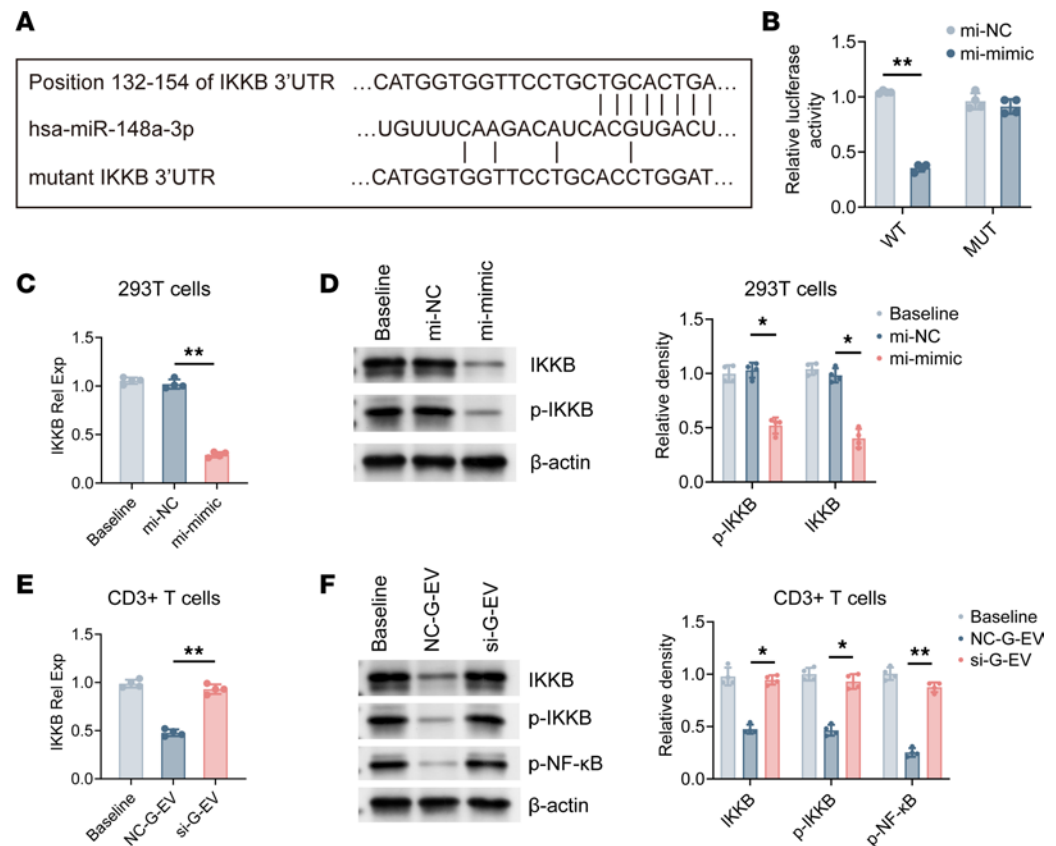 A
Position 132-154 of IKKB 3'UTR ...CATGGTGGTTCCTGCTGCACTGA...
hsa-miR-148a-3p ...UGUUUCAAGACAUCACGUGACU...
mutant IKKB 3'UTR ...CATGGTGGTTCCTGCACCTGGAT...
B
mi-NC
mi-mimic
Relative luclferase activity
1.5
1.0
0.5
0.0
**
WT
MUT
C
293T cells
IKKB Rel Exp
1.5
1.0
0.5
0.0
**
Baseline
mi-NC
mi-mimic
D
Baseline
mi-NC
mi-mimic
IKKB
p-IKKB
β-actin
293T cells
Baseline
mi-NC
mi-mimic
Relative density
1.5
1.0
0.5
0.0
*
*
p-IKKB
IKKB
E
CD3+ T cells
IKKB Rel Exp
1.5
1.0
0.5
0.0
**
Baseline
NC-G-EV
si-G-EV
F
Baseline
NC-G-EV
si-G-EV
IKKB
p-IKKB
p-NF-κB
β-actin
CD3+ T cells
Baseline
NC-G-EV
si-G-EV
Relative density
1.5
1.0
0.5
0.0
*
*
**
IKKB
p-IKKB
p-NF-κB